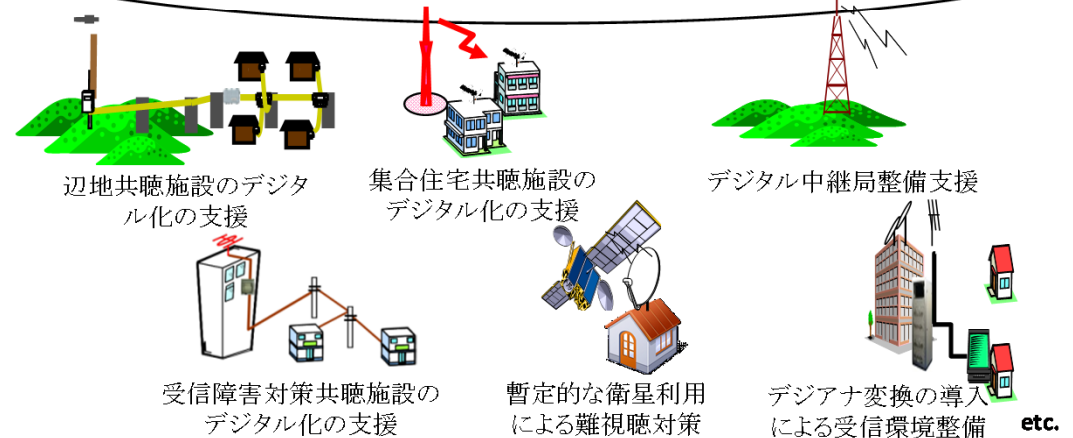 辺地共聴施設のデジタ
ル化の支援
集合住宅共聴施設の
デジタル化の支援
デジタル中継局整備支援
受信障害対策共聴施設の
デジタル化の支援
暫定的な衛星利用
による難視聴対策
デジアナ変換の導入
による受信環境整備
etc.